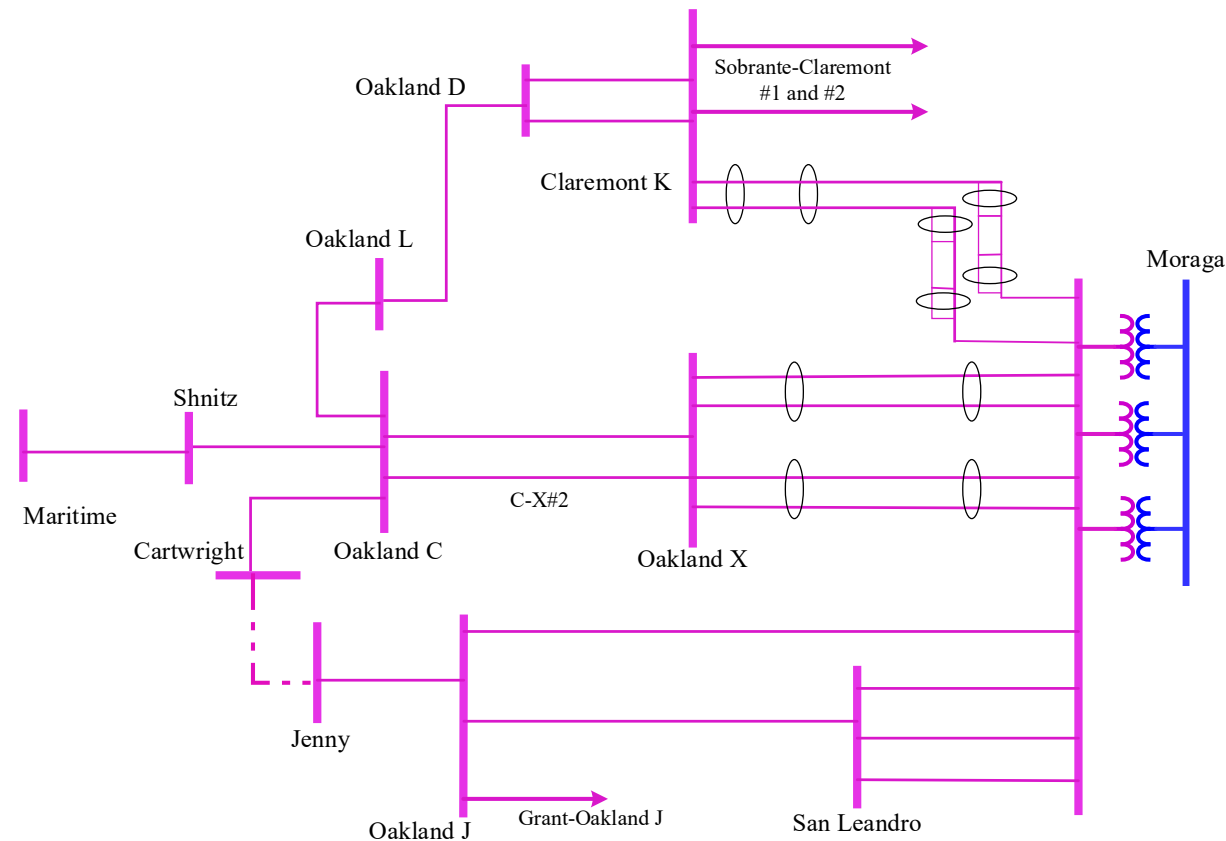 Oakland D
Sobrante-Claremont
#1 and #2
Claremont K
Oakland L
Moraga
Shnitz
C-X#2
Maritime
Cartwright
Oakland C
Oakland X
Jenny
Grant-Oakland J
Oakland J
San Leandro